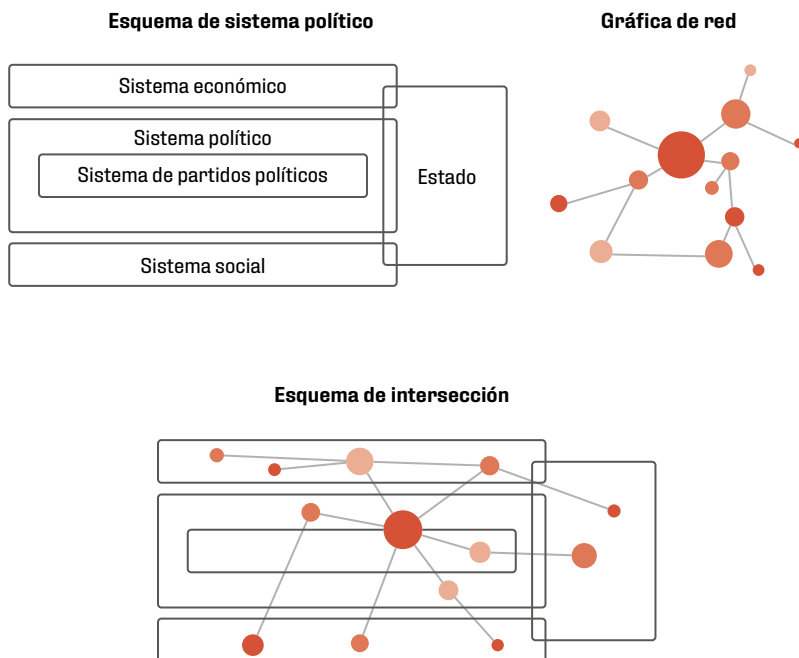 Esquema de sistema político
Gráfica de red
Sistema económico
Sistema político
Sistema de partidos políticos
Estado
Sistema social
Esquema de intersección